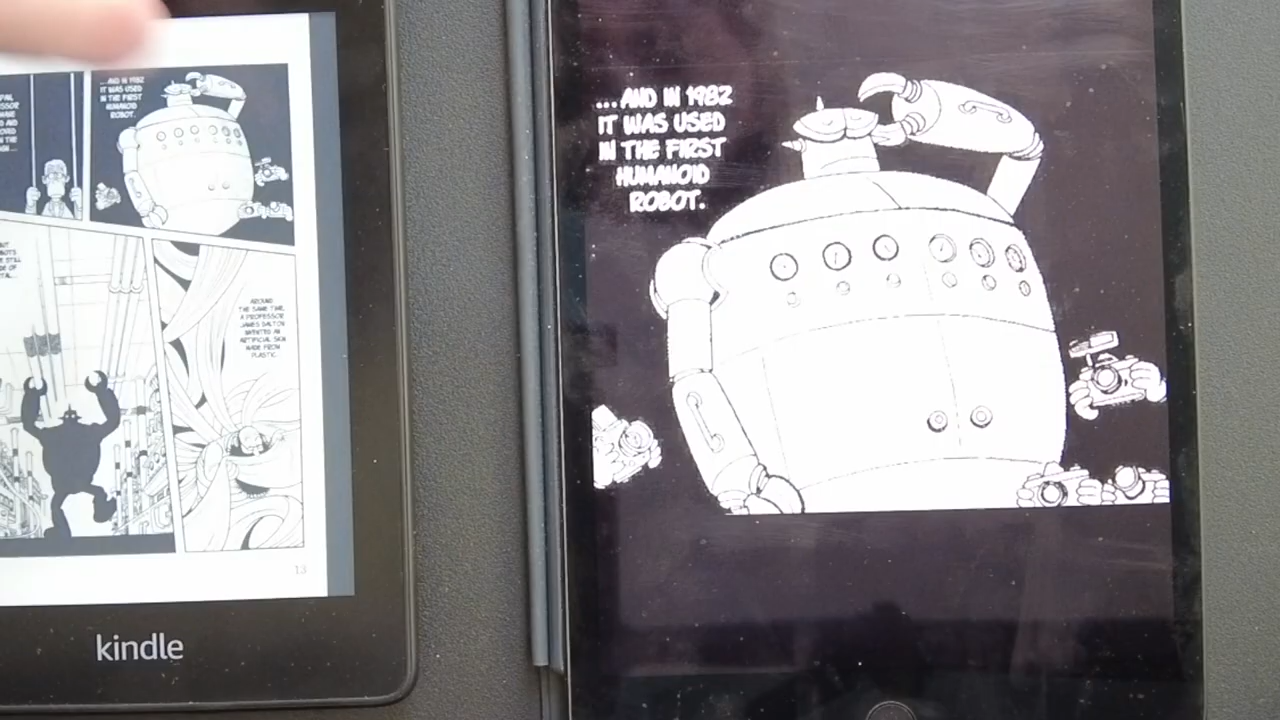 ...AND IN 1982
IT WAS USED
IN THE FIRST
HUMANOID
ROBOT.
AROUND
THE SAME TIME,
A PROFESSOR
JAMES DALTON
INVENTED AN
ARTIFICIAL SKIN
MADE FROM
PLASTIC.
13
kindle
...AND IN 1982
IT WAS USED
IN THE FIRST
HUMANOID
ROBOT.